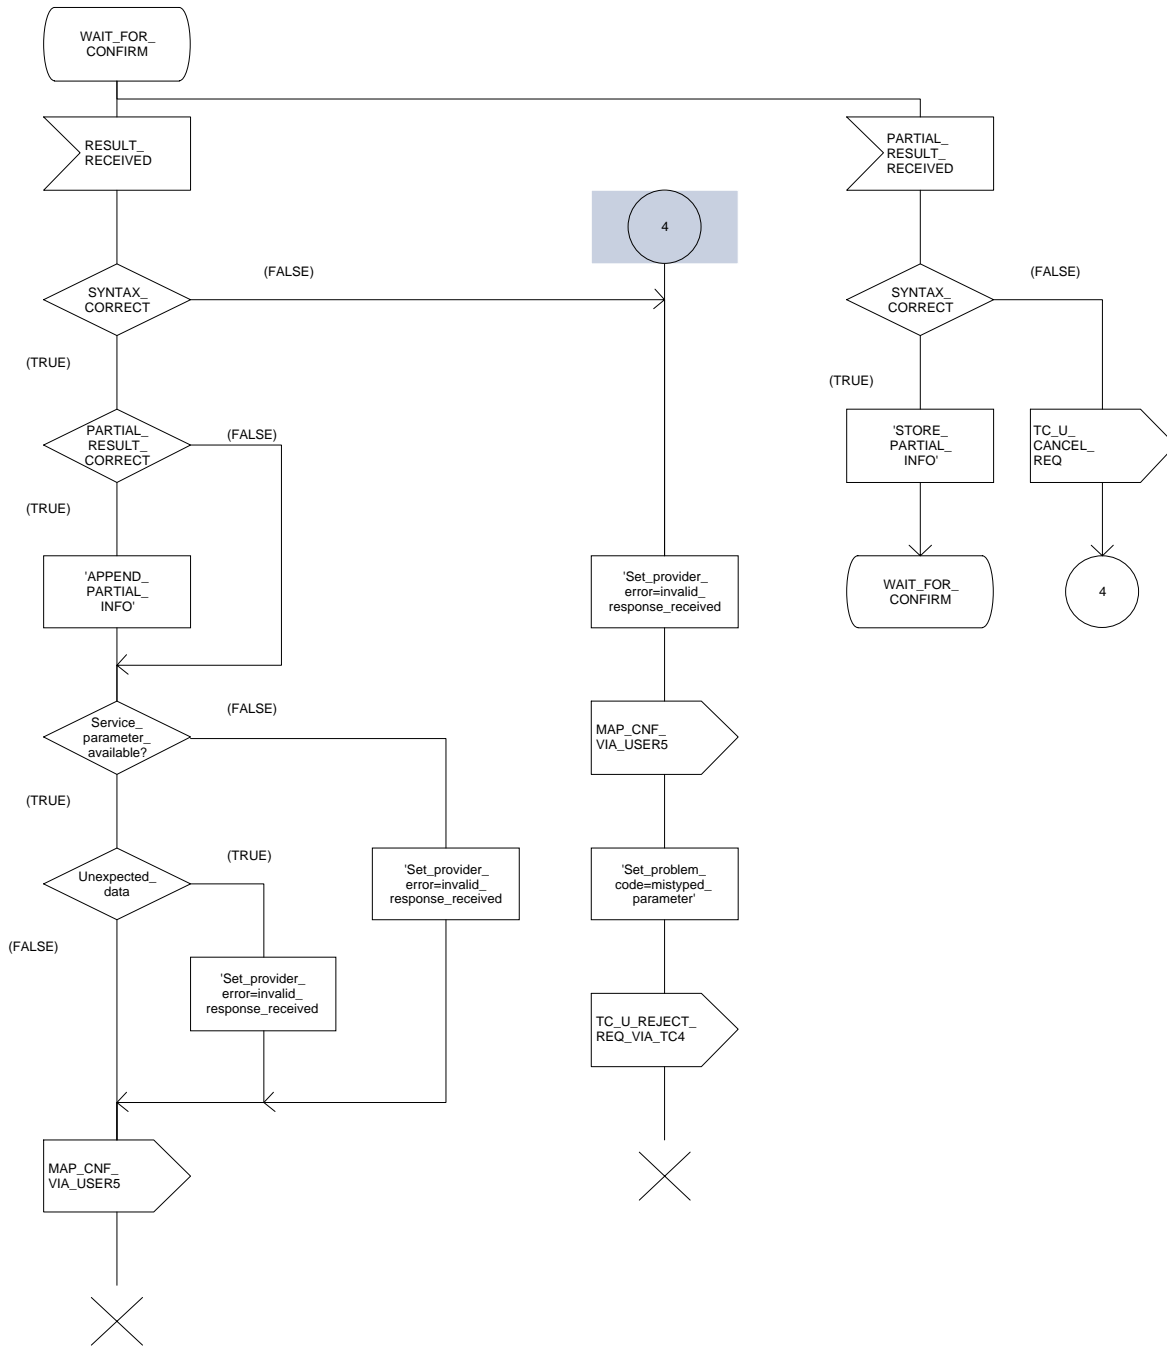 WAIT_FOR_
CONFIRM
RESULT_
RECEIVED
PARTIAL_
RESULT_
RECEIVED
4
(FALSE)
(FALSE)
SYNTAX_
CORRECT
SYNTAX_
CORRECT
(TRUE)
(TRUE)
PARTIAL_
RESULT_
CORRECT
(FALSE)
'STORE_
PARTIAL_
INFO'
TC_U_
CANCEL_
REQ
(TRUE)
'APPEND_
PARTIAL_
INFO'
'Set_provider_
error=invalid_
response_received
WAIT_FOR_
CONFIRM
4
Service_
parameter_
available?
(FALSE)
MAP_CNF_
VIA_USER5
(TRUE)
Unexpected_
data
(TRUE)
'Set_provider_
error=invalid_
response_received
'Set_problem_
code=mistyped_
parameter'
(FALSE)
'Set_provider_
error=invalid_
response_received
TC_U_REJECT_
REQ_VIA_TC4
MAP_CNF_
VIA_USER5